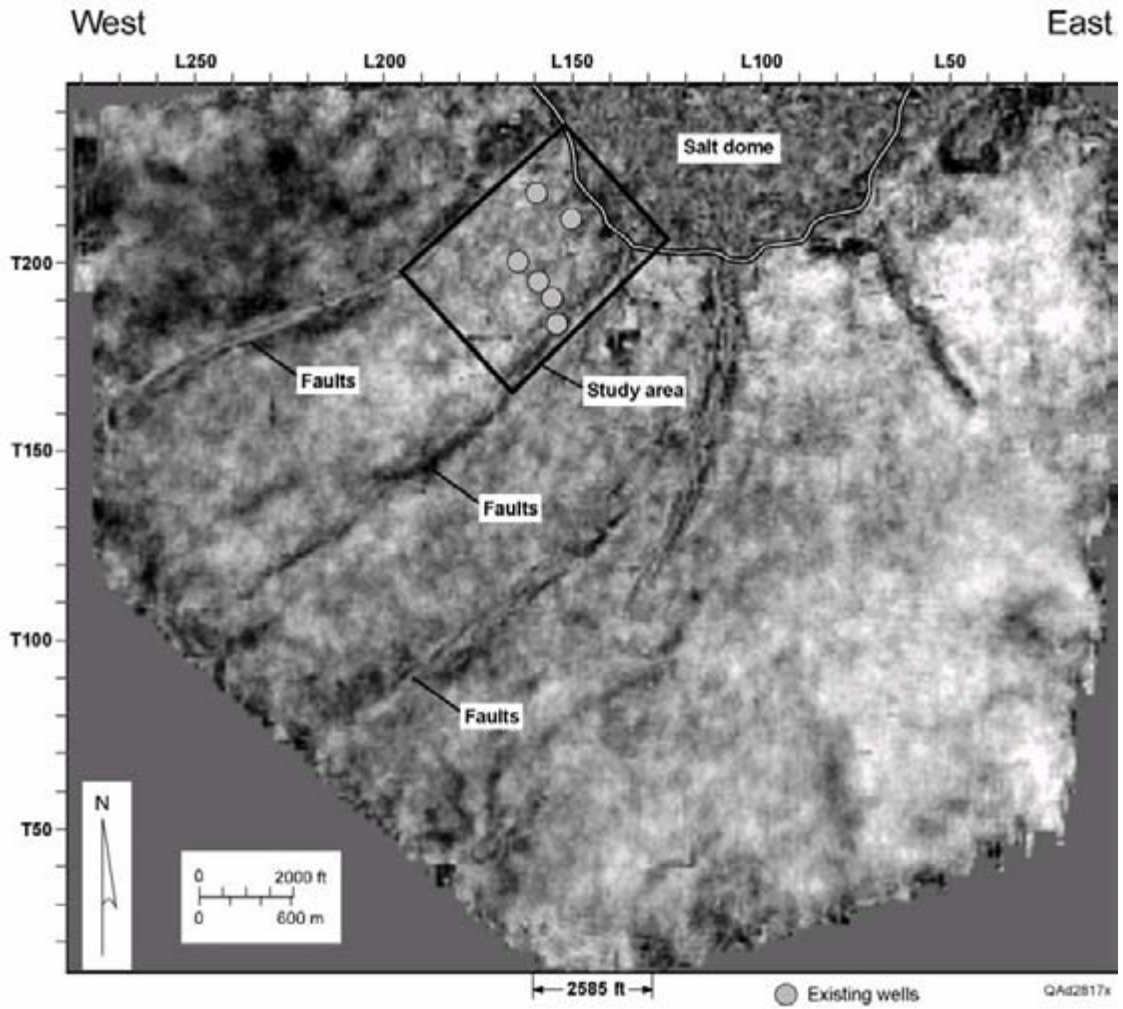 West
East
L250
L200
L150
L100
L50
Salt dome
T200
Faults
Study area
T150
Faults
T100
Faults
T50
N
0 2000 ft
0 600 m
2585 ft
Existing wells
QAd2817x